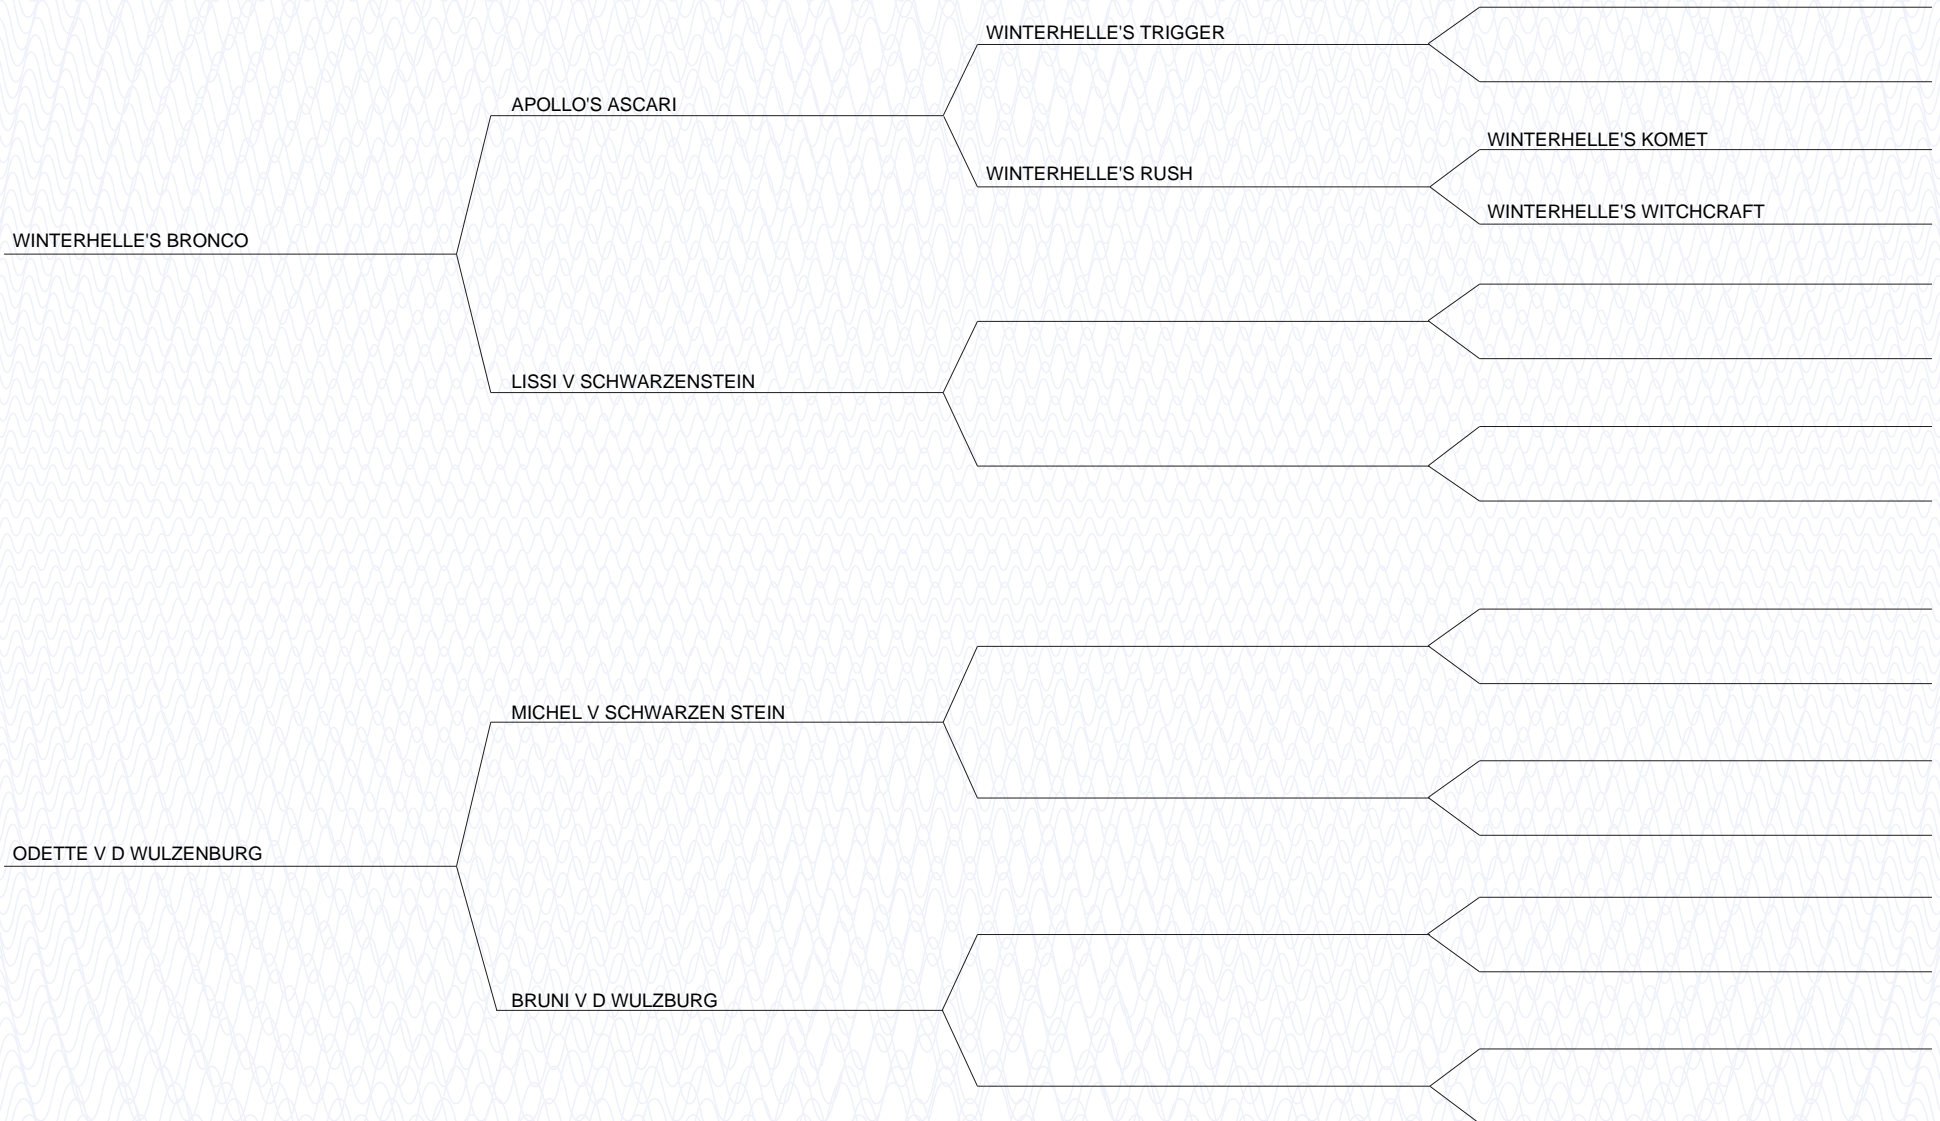 WINTERHELLE'S TRIGGER
APOLLO'S ASCARI
WINTERHELLE'S KOMET
WINTERHELLE'S RUSH
WINTERHELLE'S WITCHCRAFT
WINTERHELLE'S BRONCO
LISSI V SCHWARZENSTEIN
MICHEL V SCHWARZEN STEIN
ODETTE V D WULZENBURG
BRUNI V D WULZBURG